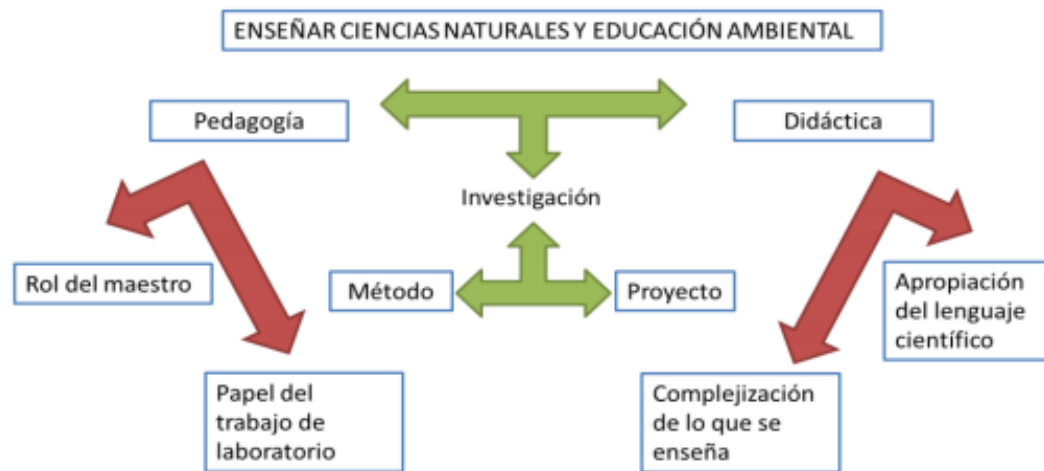 ENSEÑAR CIENCIAS NATURALES Y EDUCACIÓN AMBIENTAL
Pedagogía
Didáctica
Investigación
Rol del maestro
Método
Proyecto
Apropiación
del lenguaje
científico
Papel del
trabajo de
laboratorio
Complejización
de lo que se
enseña